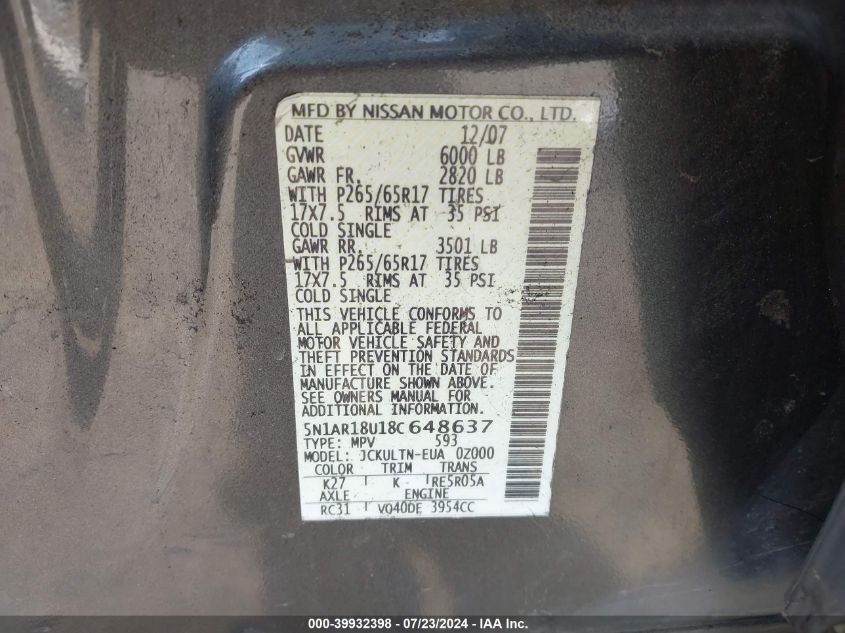 MFD BY NISSAN MOTOR CO., LTD.
DATE 12/07
GVWR 6000 LB
GAWR FR. 2820 LB
WITH P265/65R17 TIRES
17X7.5 RIMS AT 35 PSI
COLD SINGLE
GAWR RR. 3501 LB
WITH P265/65R17 TIRES
17X7.5 RIMS AT 35 PSI
COLD SINGLE
THIS VEHICLE CONFORMS TO
ALL APPLICABLE FEDERAL
MOTOR VEHICLE SAFETY AND
THEFT PREVENTION STANDARDS
IN EFFECT ON THE DATE OF
MANUFACTURE SHOWN ABOVE.
SEE OWNERS MANUAL FOR
ADDITIONAL INFORMATION.
5N1AR18U18C648637
TYPE: MPV 593
MODEL: JCKULTN-EUA 0Z000
COLOR TRIM TRANS
K27 K RE5R05A
AXLE ENGINE
RC31 VQ40DE 3954CC
000-39932398 - 07/23/2024 - IAA Inc.